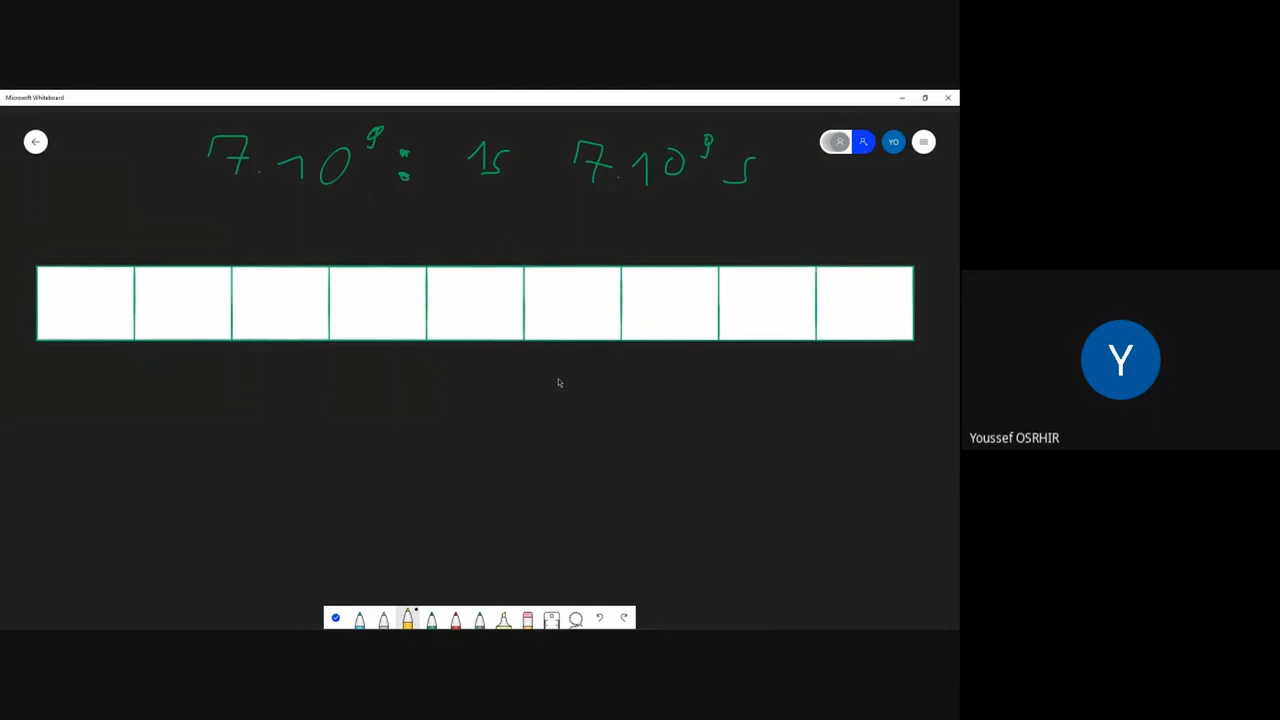 Microsoft Whiteboard
7.10⁹: 1s 7.10⁹ s
YO
Y
Youssef OSRHIR